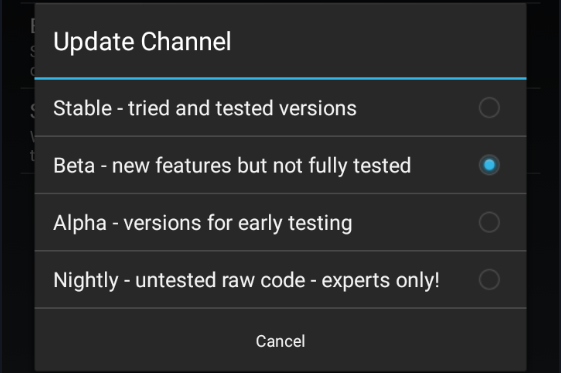 Update Channel
Stable - tried and tested versions
Beta - new features but not fully tested
Alpha - versions for early testing
Nightly - untested raw code - experts only!
Cancel